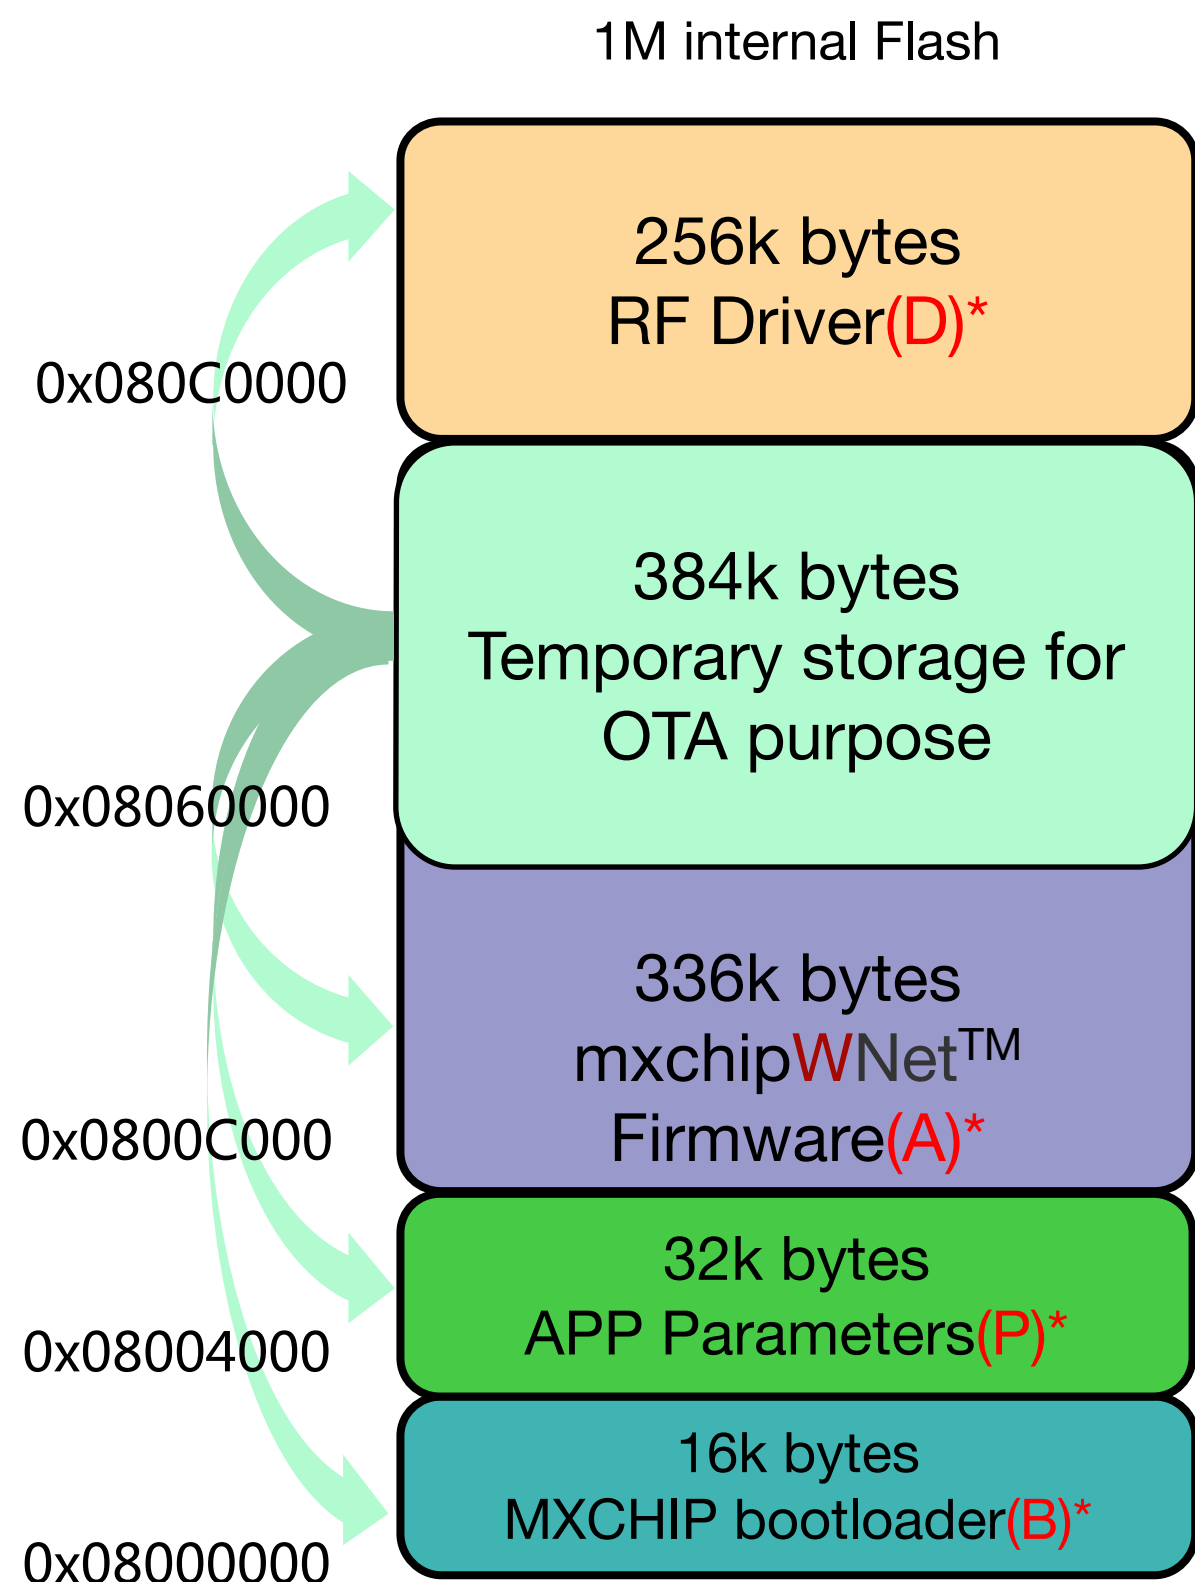 1M internal Flash
256k bytes
RF Driver(D)*
0x080C0000
384k bytes
Temporary storage for
OTA purpose
0x08060000
336k bytes
mxchipWNet™
Firmware(A)*
0x0800C000
32k bytes
APP Parameters(P)*
0x08004000
16k bytes
MXCHIP bootloader(B)*
0x08000000